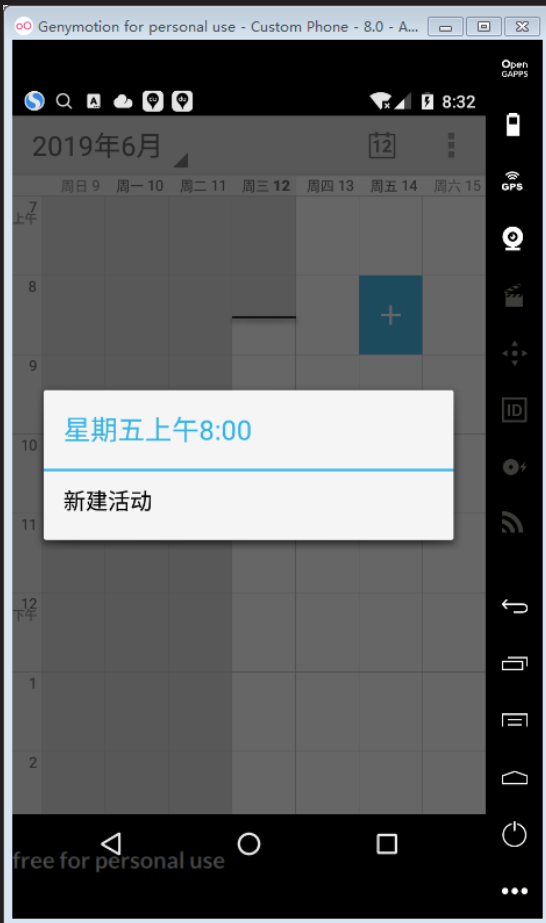 Genymotion for personal use - Custom Phone - 8.0 - A...
Open
GAPPS
8:32
2019年6月
12
周日 9 周一 10 周二 11 周三 12 周四 13 周五 14 周六 15
GPS
7
上午
8
+
9
星期五上午8:00
ID
10
新建活动
11
12
下午
1
2
free for personal use